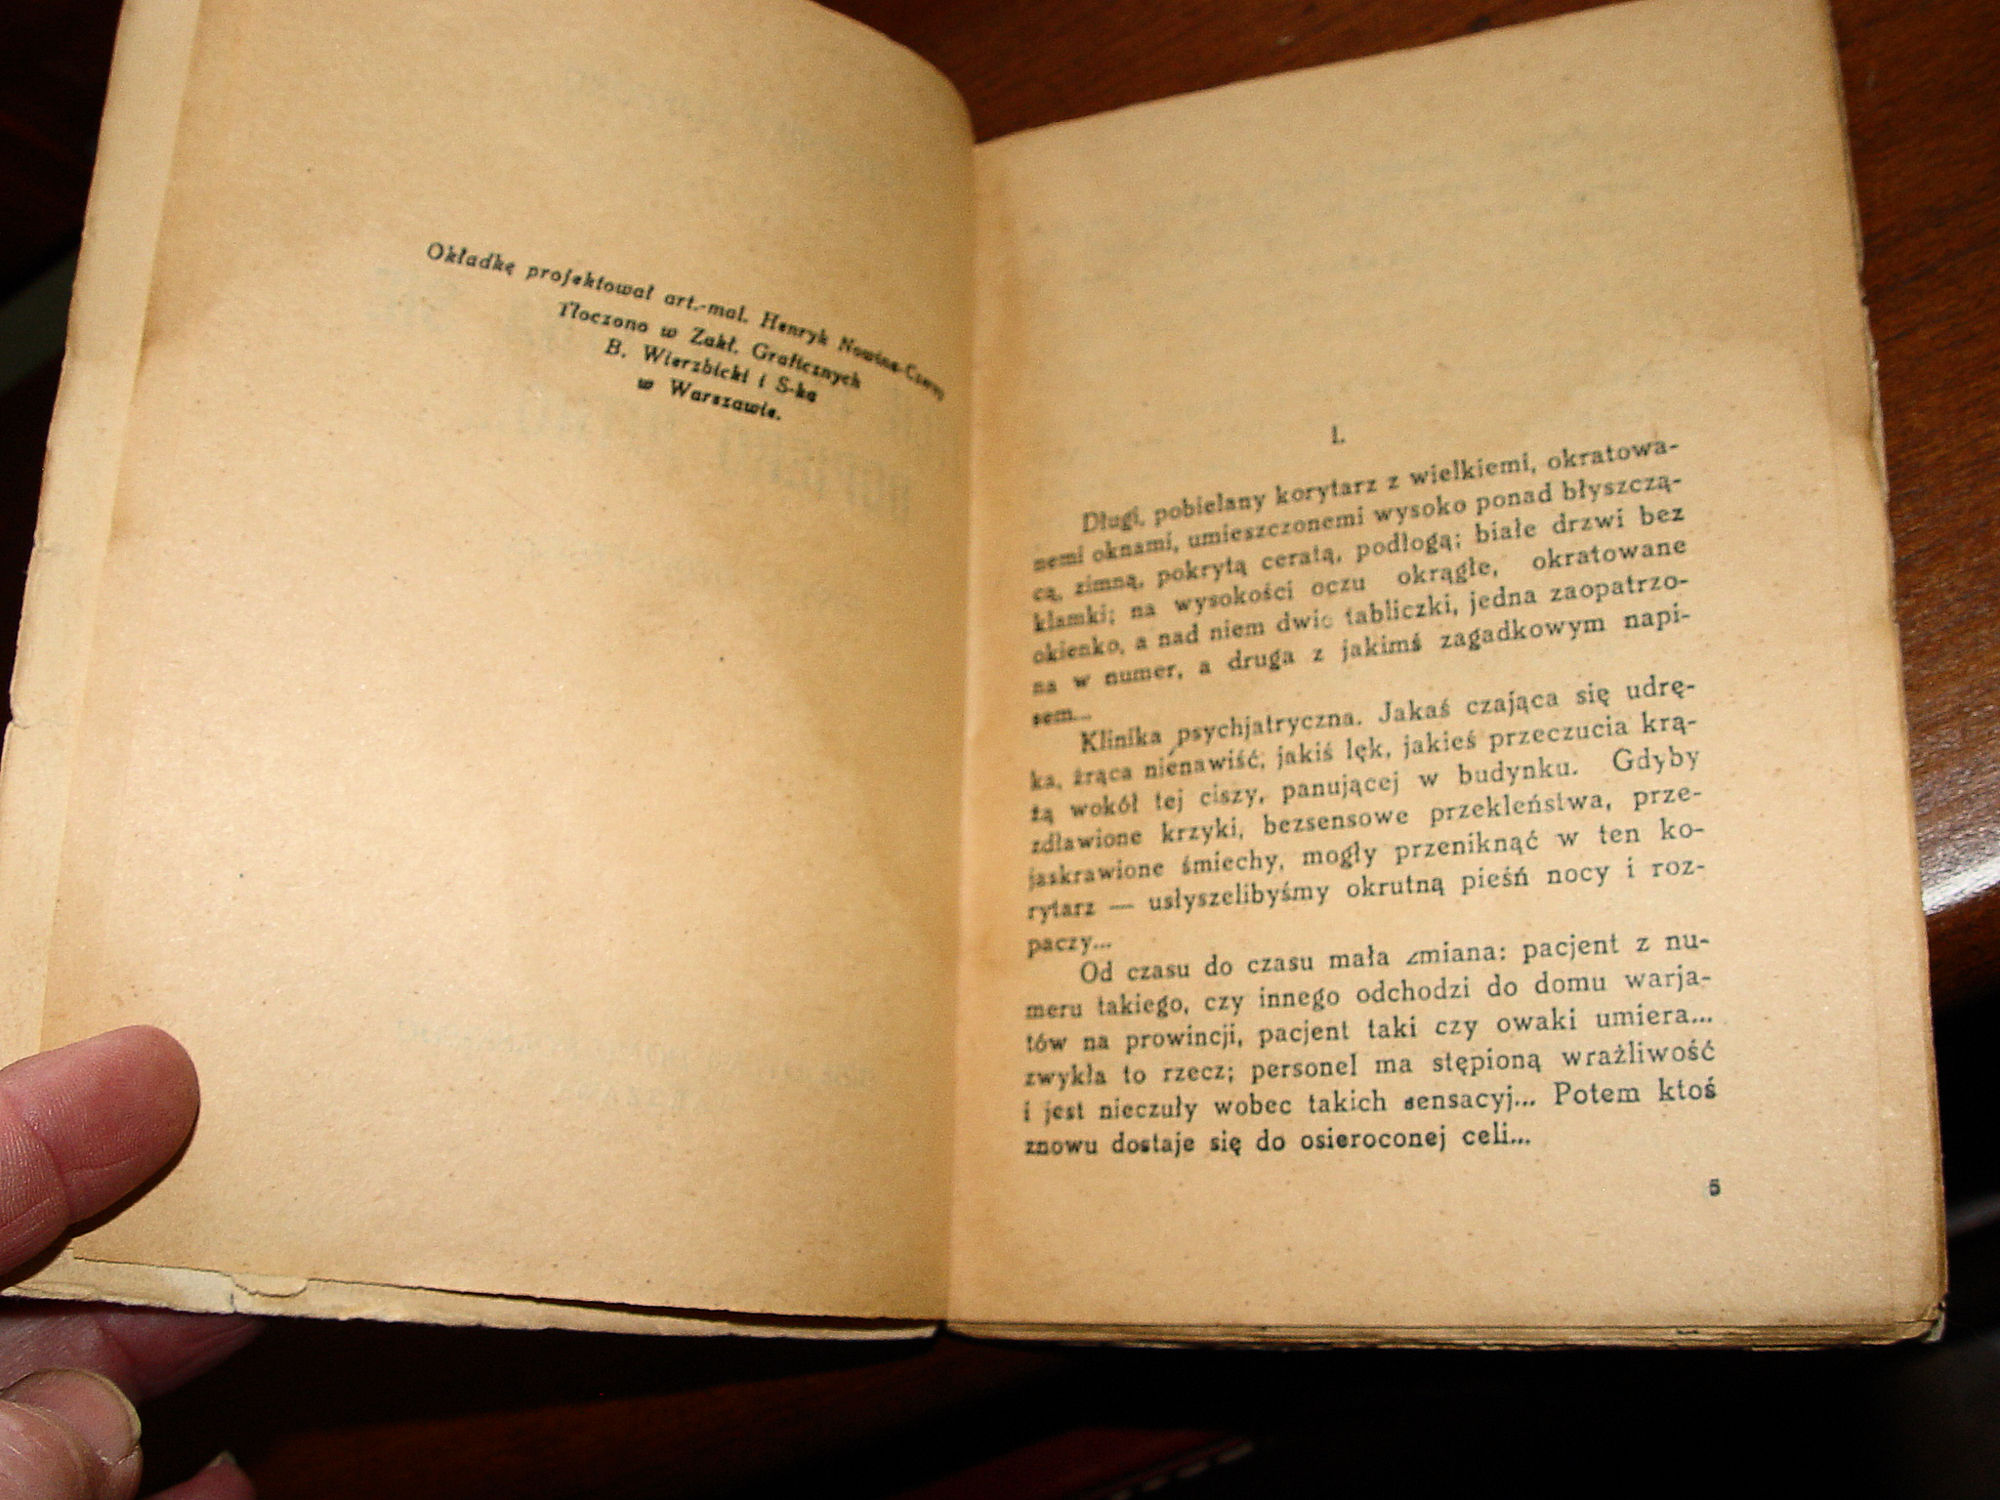 Okładkę projektował art.-mal. Henryk Nowina-Czerny
Tłoczono w Zakł. Graficznych
B. Wierzbicki i S-ka
w Warszawie.
I.
Długi, pobielany korytarz z wielkiemi, okratowa-
nemi oknami, umieszczonemi wysoko ponad błyszczą-
cą, zimną, pokrytą ceratą, podłogą; białe drzwi bez
klamki; na wysokości oczu okrągłe, okratowane
okienko, a nad niem dwie tabliczki, jedna zaopatrzo-
na w numer, a druga z jakimś zagadkowym napi-
sem...
Klinika psychjatryczna. Jakaś czająca się udrę-
ka, żrąca nienawiść, jakiś lęk, jakieś przeczucia krą-
żą wokół tej ciszy, panującej w budynku. Gdyby
zdławione krzyki, bezsensowe przekleństwa, prze-
jaskrawione śmiechy, mogły przeniknąć w ten ko-
rytarz — usłyszelibyśmy okrutną pieśń nocy i roz-
paczy...
Od czasu do czasu mała zmiana: pacjent z nu-
meru takiego, czy innego odchodzi do domu warja-
tów na prowincji, pacjent taki czy owaki umiera...
zwykła to rzecz; personel ma stępioną wrażliwość
i jest nieczuły wobec takich sensacyj... Potem ktoś
znowu dostaje się do osieroconej celi...
5